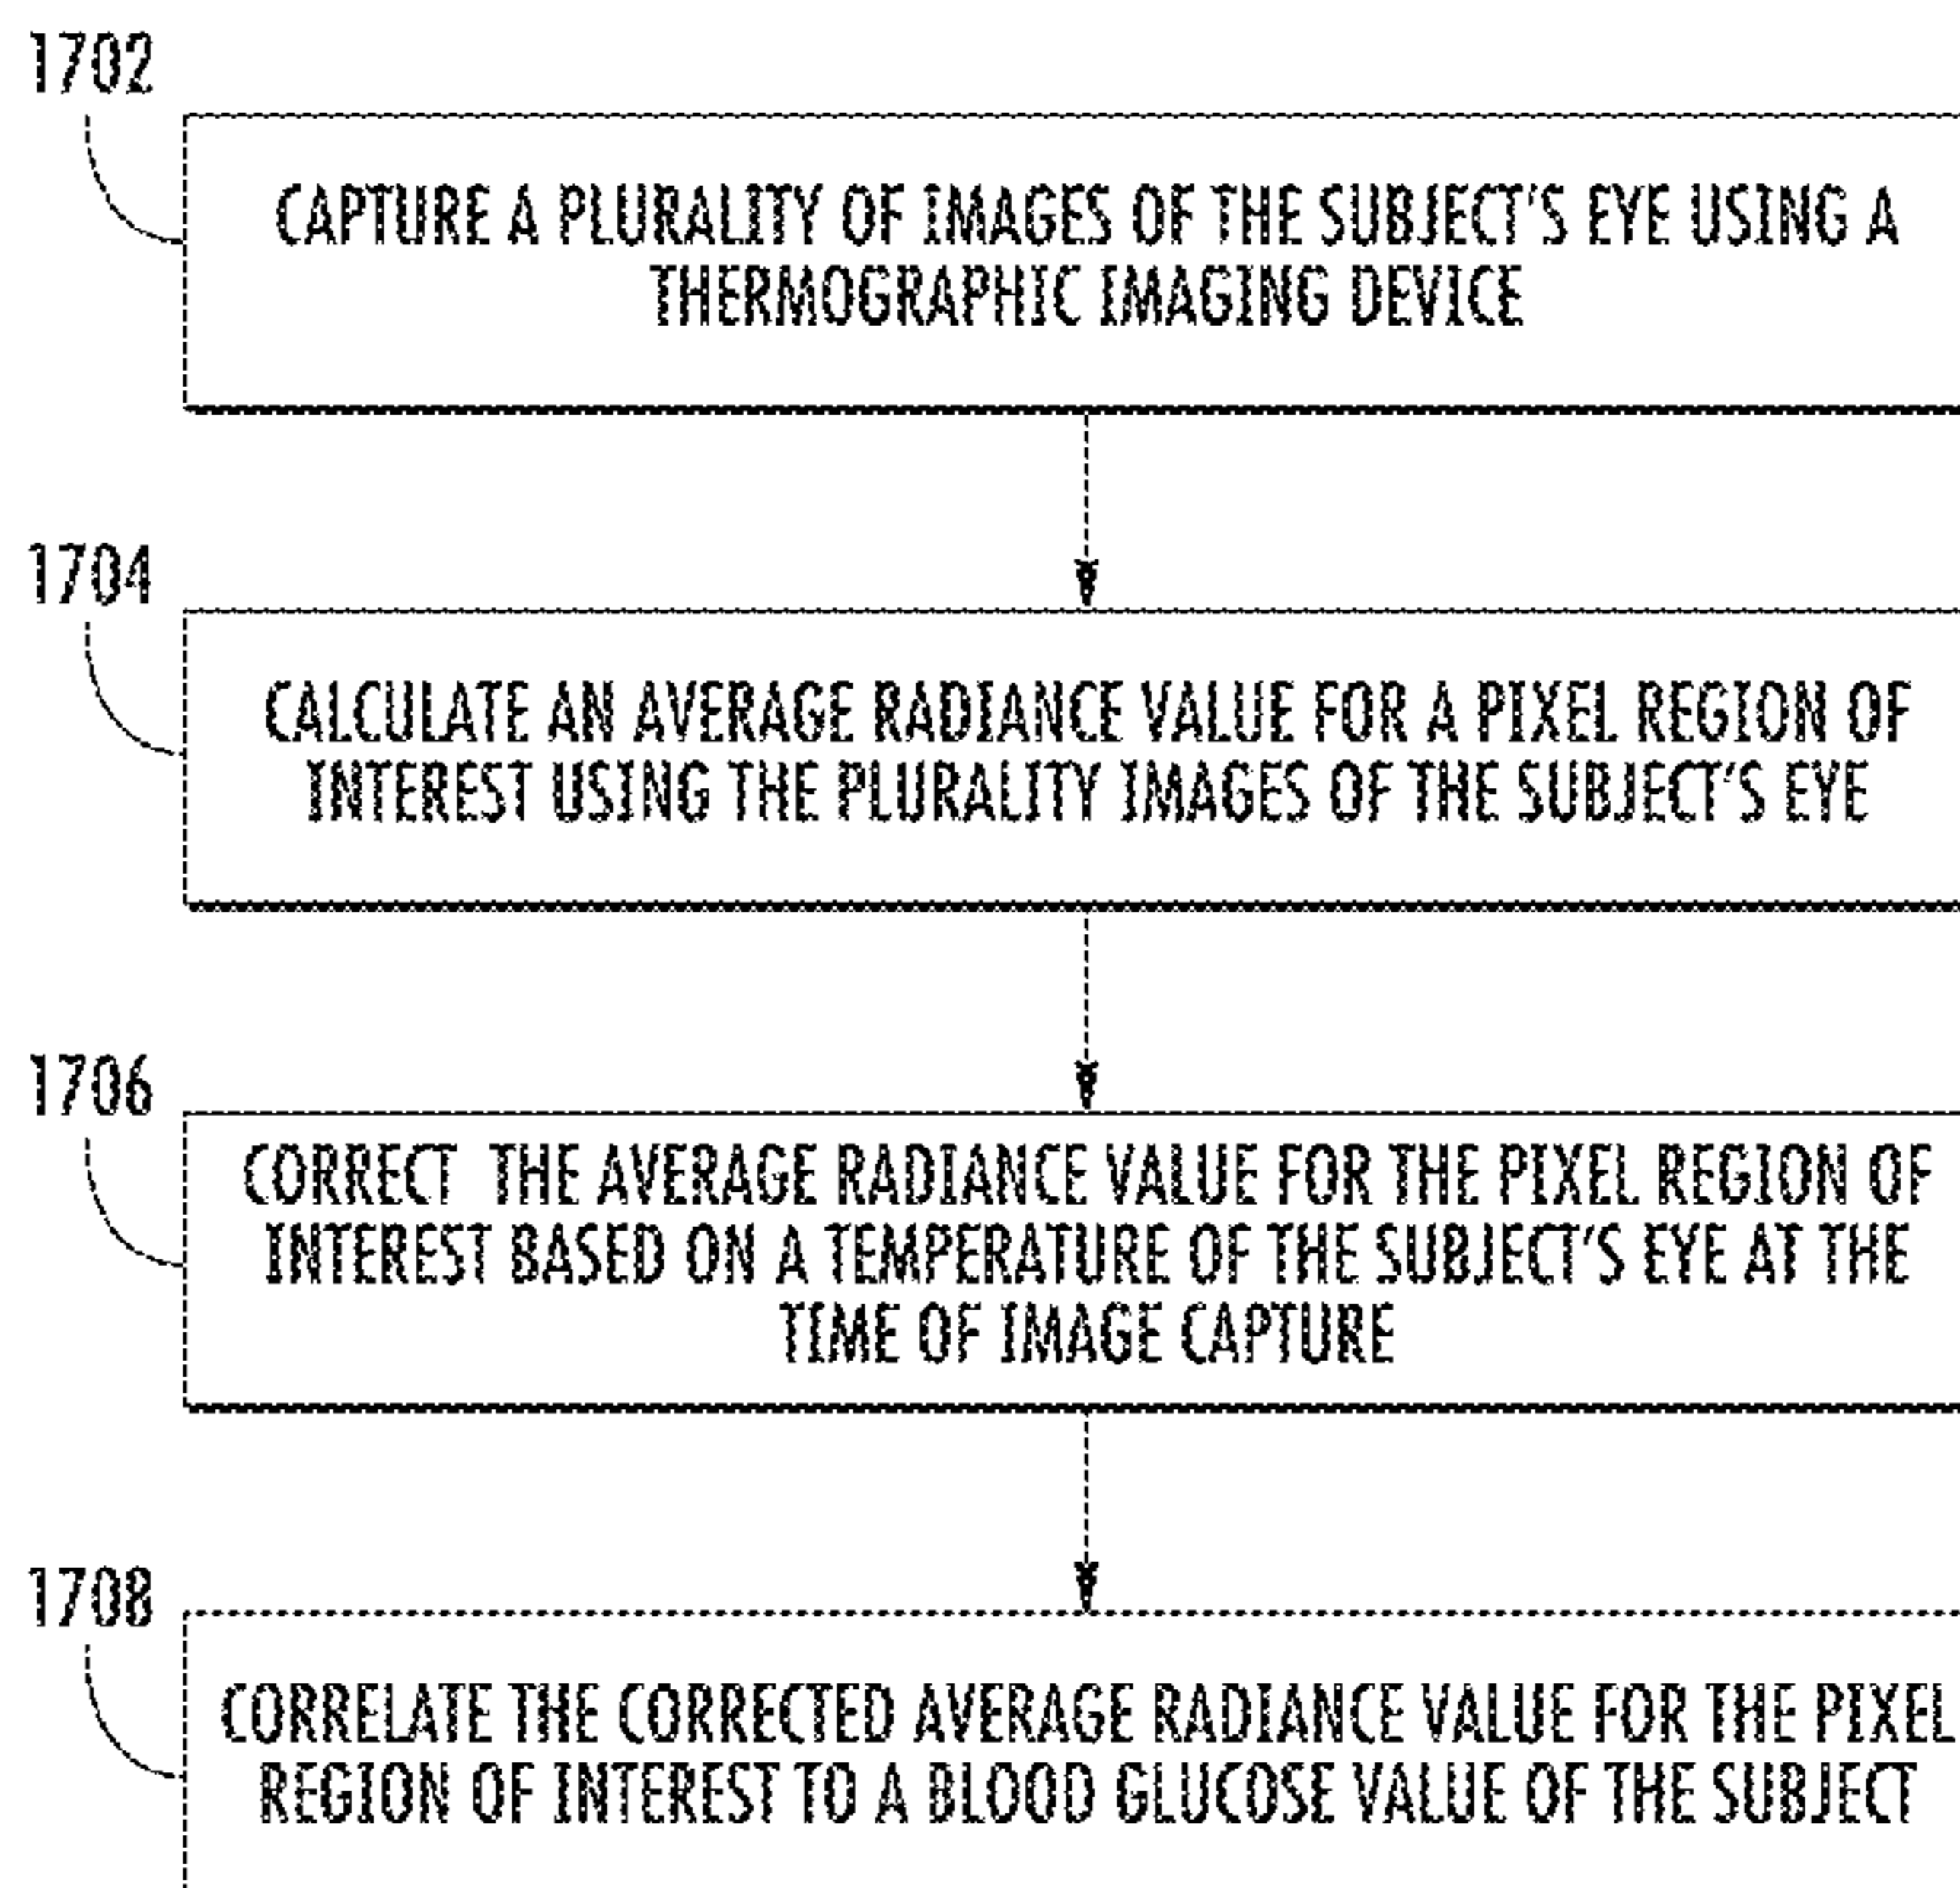 1702
CAPTURE A PLURALITY OF IMAGES OF THE SUBJECT'S EYE USING A
THERMOGRAPHIC IMAGING DEVICE
1704
CALCULATE AN AVERAGE RADIANCE VALUE FOR A PIXEL REGION OF
INTEREST USING THE PLURALITY IMAGES OF THE SUBJECT'S EYE
1706
CORRECT THE AVERAGE RADIANCE VALUE FOR THE PIXEL REGION OF
INTEREST BASED ON A TEMPERATURE OF THE SUBJECT'S EYE AT THE
TIME OF IMAGE CAPTURE
1708
CORRELATE THE CORRECTED AVERAGE RADIANCE VALUE FOR THE PIXEL
REGION OF INTEREST TO A BLOOD GLUCOSE VALUE OF THE SUBJECT